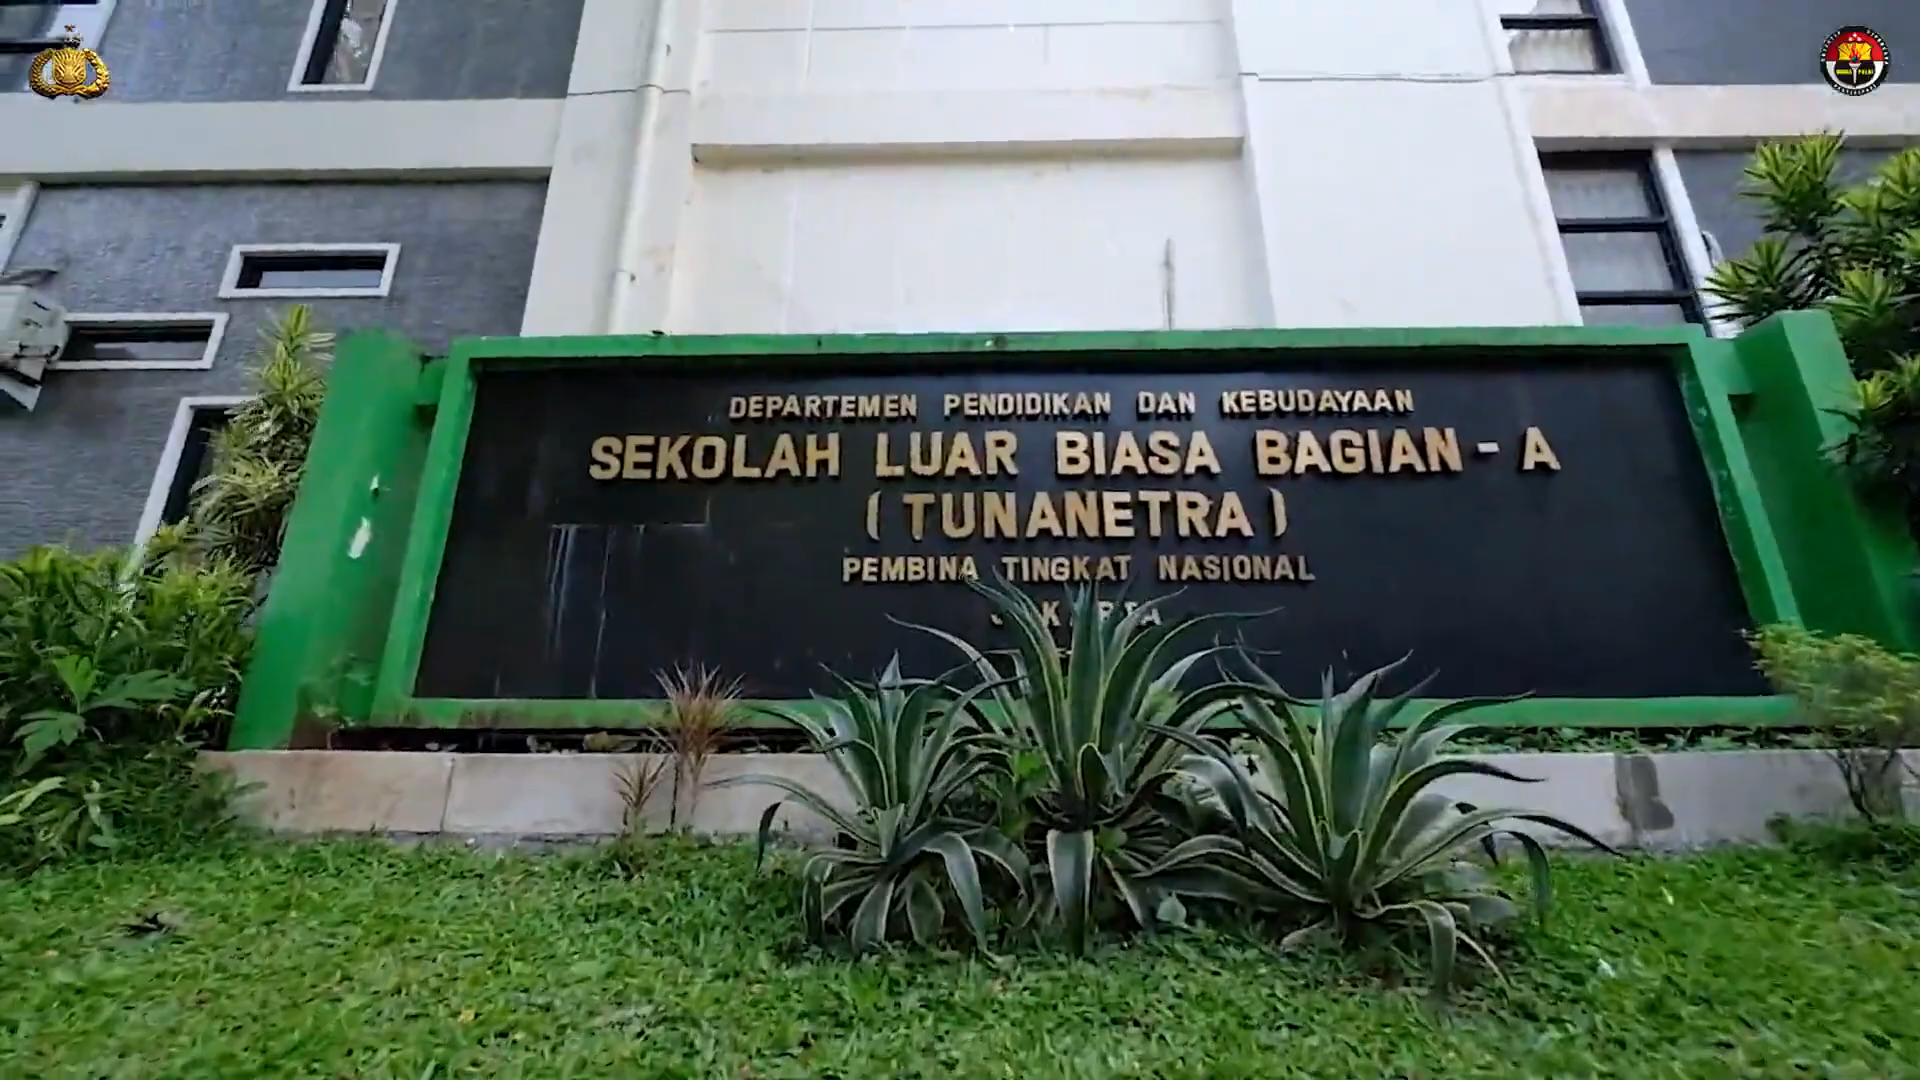 DEPARTEMEN PENDIDIKAN DAN KEBUDAYAAN
SEKOLAH LUAR BIASA BAGIAN - A
( TUNANETRA )
PEMBINA TINGKAT NASIONAL